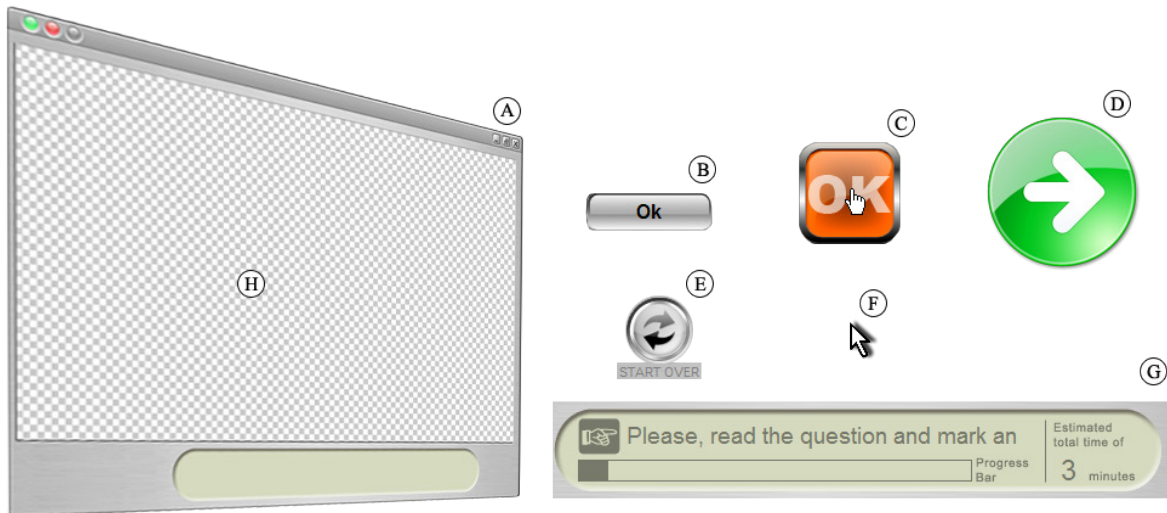 A
B
C
D
Ok
OK
H
E
F
START OVER
G
Please, read the question and mark an
Estimated
total time of
Progress
Bar
3 minutes